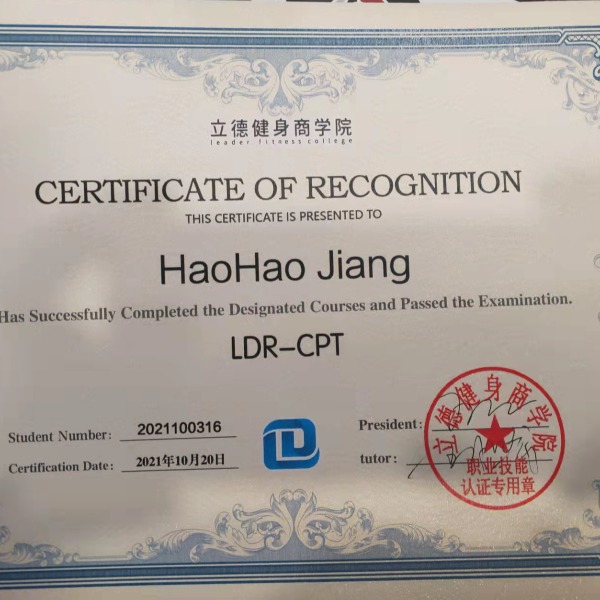 立德健身商学院
leader fitness college
CERTIFICATE OF RECOGNITION
THIS CERTIFICATE IS PRESENTED TO
HaoHao Jiang
Has Successfully Completed the Designated Courses and Passed the Examination.
LDR-CPT
Student Number: 2021100316
Certification Date: 2021年10月20日
President:
tutor:
立德健身商学院
职业技能
认证专用章